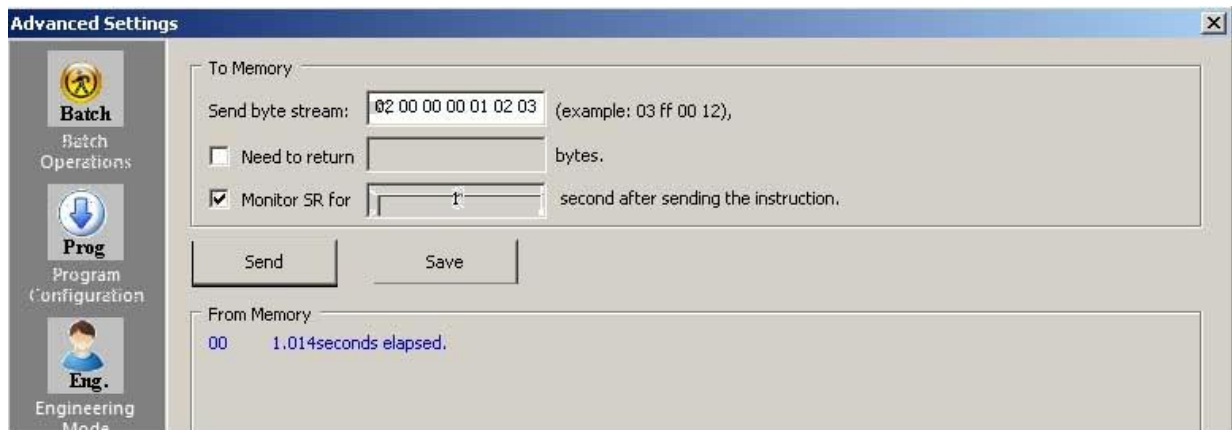 Advanced Settings
Batch
Batch
Operations
Prog
Program
Configuration
Eng.
Engineering
Mode
To Memory
Send byte stream: 02 00 00 00 01 02 03 (example: 03 ff 00 12),
Need to return bytes.
Monitor SR for 1 second after sending the instruction.
Send Save
From Memory
00 1.014seconds elapsed.